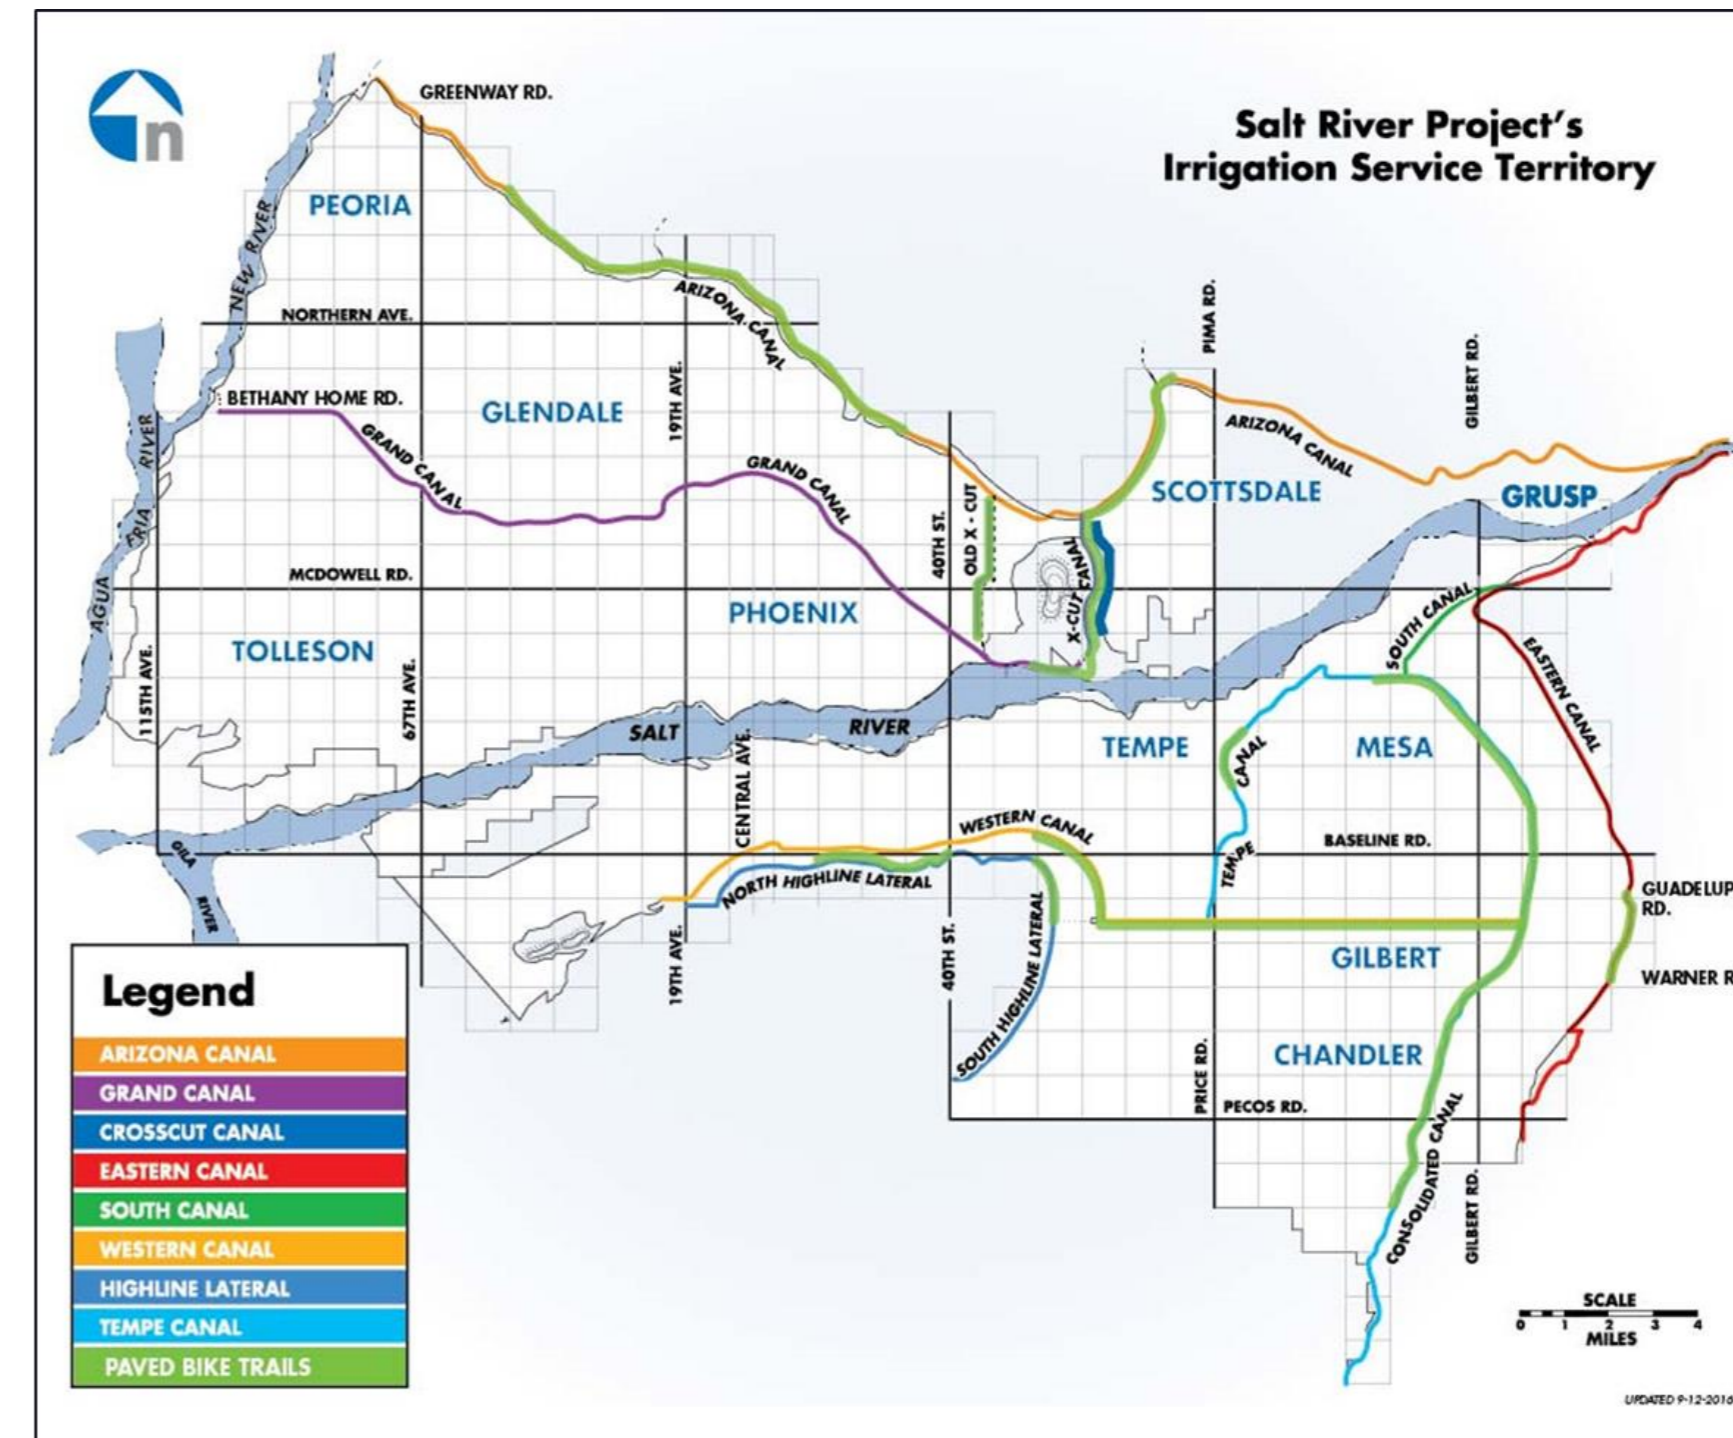 n
Salt River Project's
Irrigation Service Territory
GREENWAY RD.
PEORIA
NEW RIVER
NORTHERN AVE.
ARIZONA CANAL
PIMA RD.
GILBERT RD.
BETHANY HOME RD.
GLENDALE
19TH AVE.
GRAND CANAL
GRAND CANAL
ARIZONA CANAL
SCOTTSDALE
GRUSP
AGUA FRIA RIVER
40TH ST.
OLD X - CUT
X-CUT CANAL
MCDOWELL RD.
PHOENIX
TOLLESON
SOUTH CANAL
EASTERN CANAL
115TH AVE.
67TH AVE.
SALT RIVER
CENTRAL AVE.
TEMPE
MESA
TEMPE CANAL
WESTERN CANAL
BASELINE RD.
GILA RIVER
NORTH HIGHLINE LATERAL
GUADELUP
RD.
19TH AVE.
40TH ST.
SOUTH HIGHLINE LATERAL
GILBERT
WARNER R
CHANDLER
PRICE RD.
PECOS RD.
CONSOLIDATED CANAL
GILBERT RD.
Legend
ARIZONA CANAL
GRAND CANAL
CROSSCUT CANAL
EASTERN CANAL
SOUTH CANAL
WESTERN CANAL
HIGHLINE LATERAL
TEMPE CANAL
PAVED BIKE TRAILS
SCALE
0 1 2 3 4
MILES
UPDATED 9-12-2016